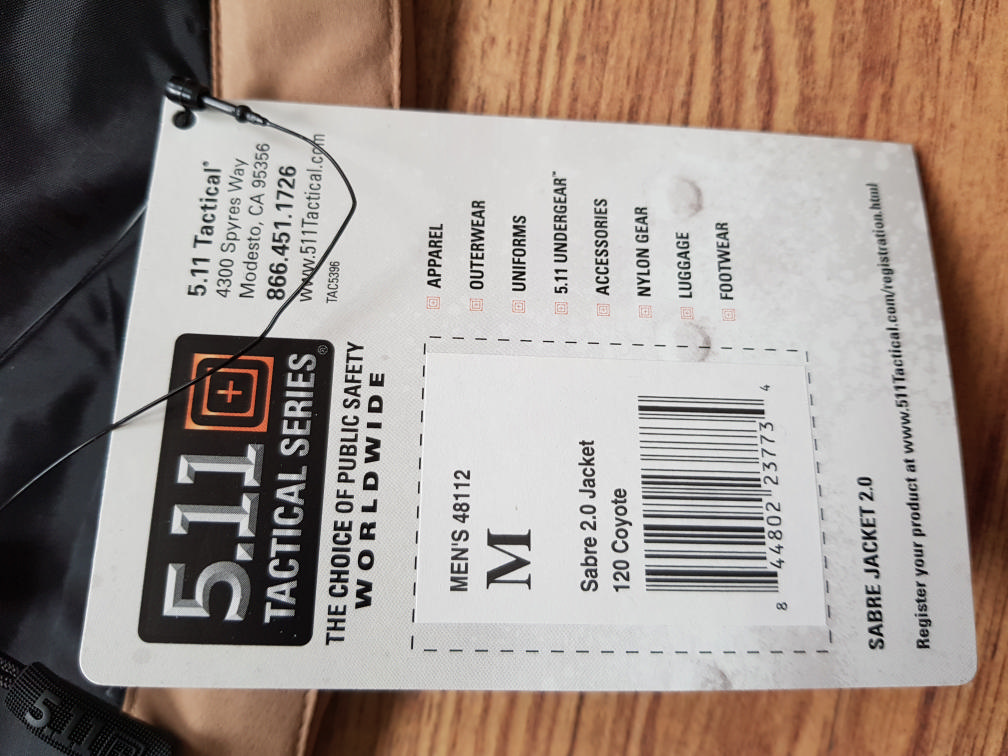 5.11
TACTICAL SERIES®
THE CHOICE OF PUBLIC SAFETY
WORLDWIDE
5.11 Tactical®
4300 Spyres Way
Modesto, CA 95356
866.451.1726
www.511Tactical.com
TAC5396
MEN'S 48112
M
Sabre 2.0 Jacket
120 Coyote
8 44802 23773 4
APPAREL
OUTERWEAR
UNIFORMS
5.11 UNDERGEAR™
ACCESSORIES
NYLON GEAR
LUGGAGE
FOOTWEAR
SABRE JACKET 2.0
Register your product at www.511Tactical.com/registration.html
5.11